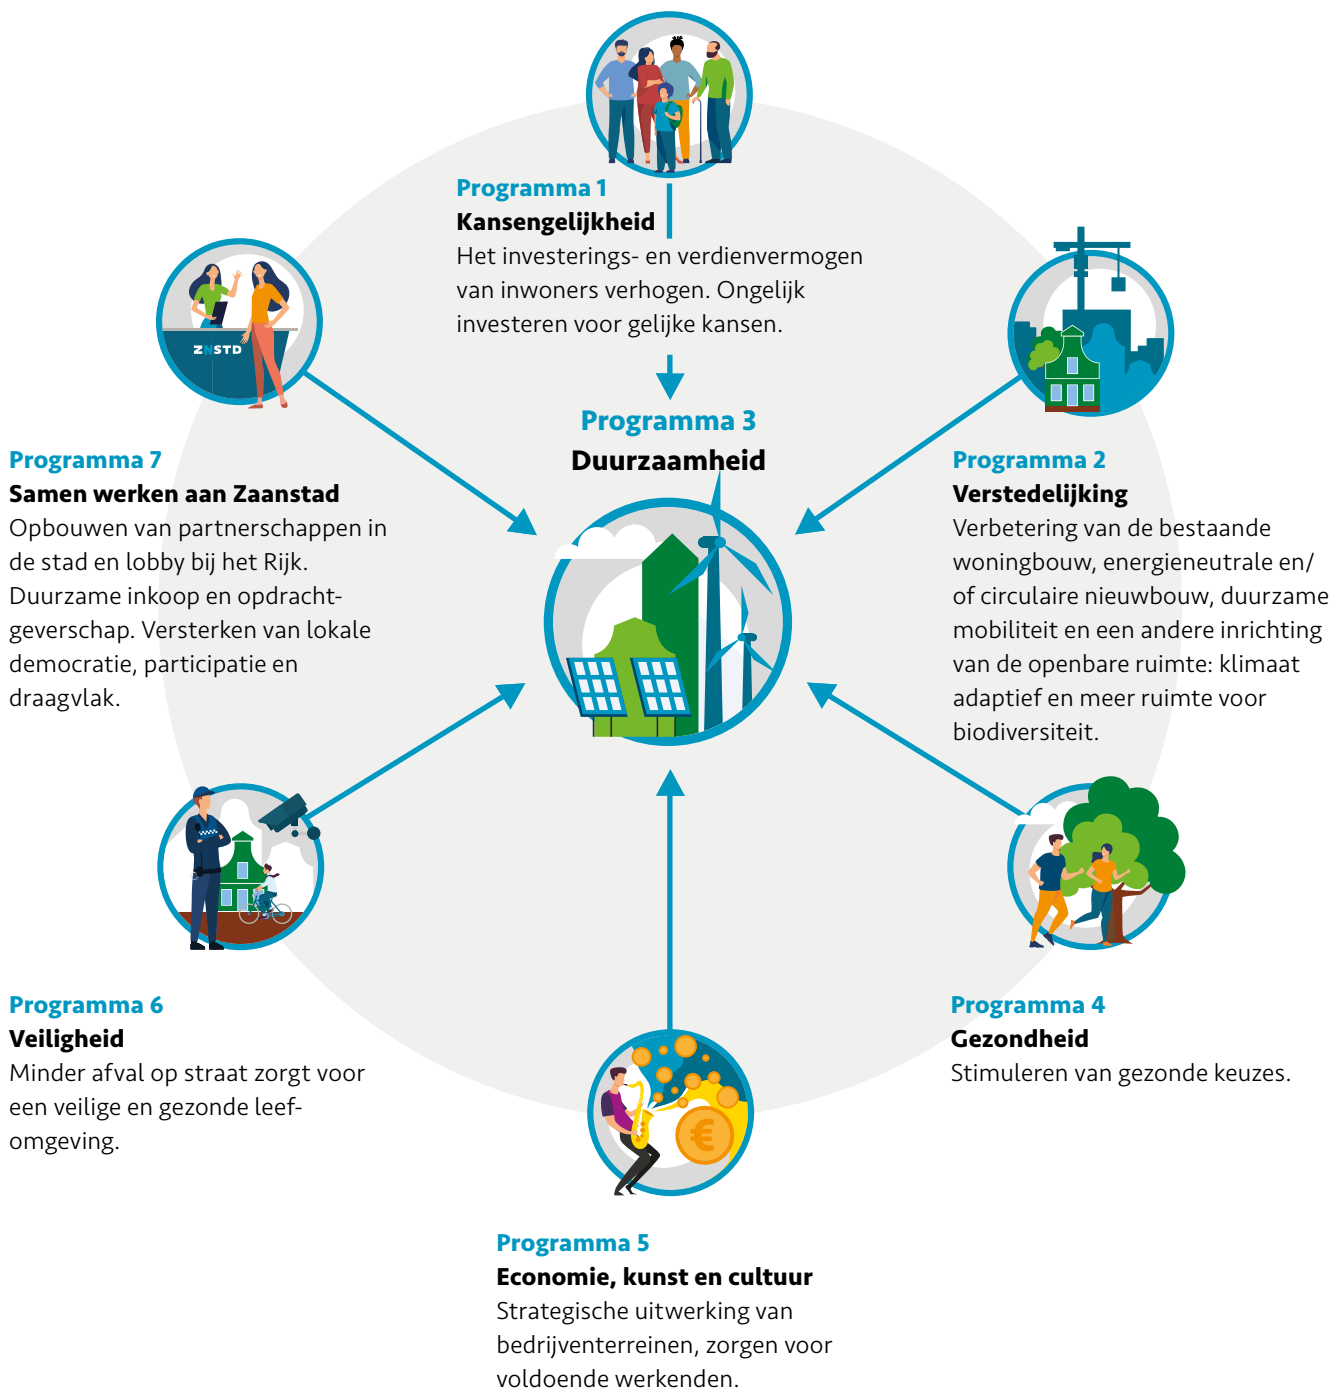 Programma 1
Kansengelijkheid
Het investerings- en verdienvermogen
van inwoners verhogen. Ongelijk
investeren voor gelijke kansen.
ZNSTD
Programma 3
Duurzaamheid
Programma 7
Samen werken aan Zaanstad
Opbouwen van partnerschappen in
de stad en lobby bij het Rijk.
Duurzame inkoop en opdracht-
geverschap. Versterken van lokale
democratie, participatie en
draagvlak.
Programma 2
Verstedelijking
Verbetering van de bestaande
woningbouw, energieneutrale en/
of circulaire nieuwbouw, duurzame
mobiliteit en een andere inrichting
van de openbare ruimte: klimaat
adaptief en meer ruimte voor
biodiversiteit.
Programma 6
Veiligheid
Minder afval op straat zorgt voor
een veilige en gezonde leef-
omgeving.
Programma 4
Gezondheid
Stimuleren van gezonde keuzes.
€
Programma 5
Economie, kunst en cultuur
Strategische uitwerking van
bedrijventerreinen, zorgen voor
voldoende werkenden.